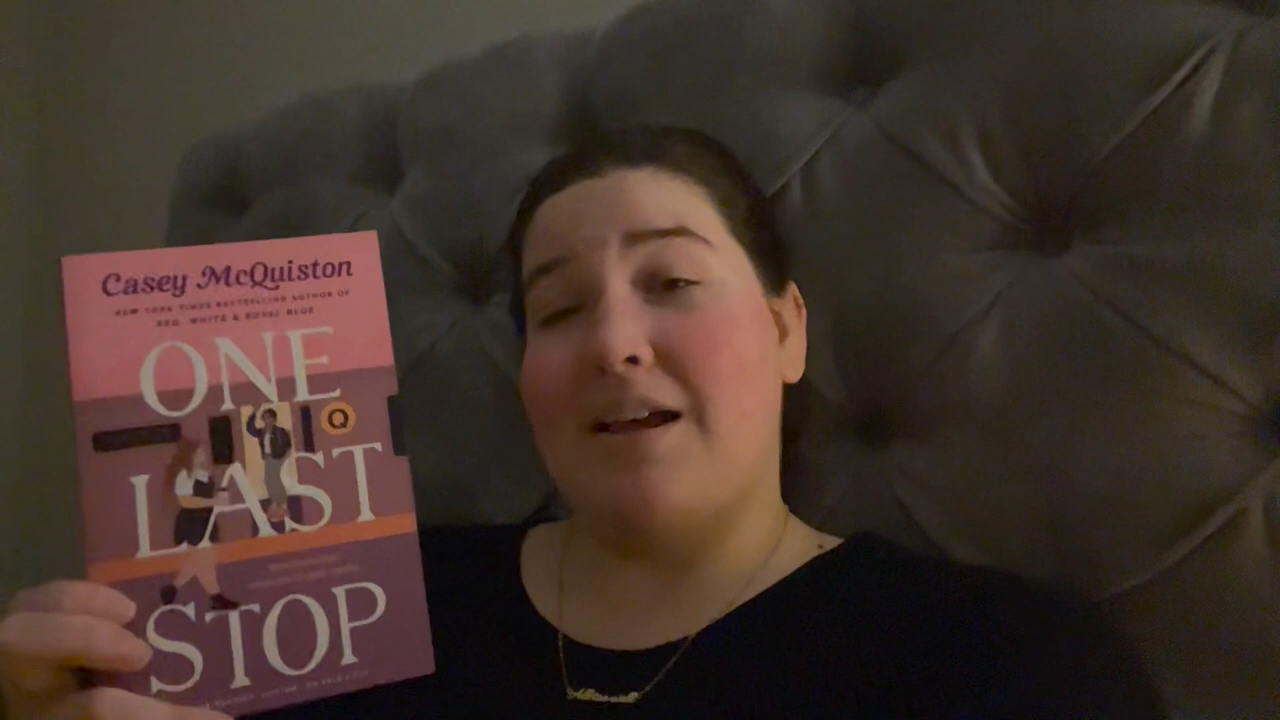 Casey McQuiston
NEW YORK TIMES BESTSELLING AUTHOR OF
RED, WHITE & ROYAL BLUE
ONE
Q
LAST
STOP